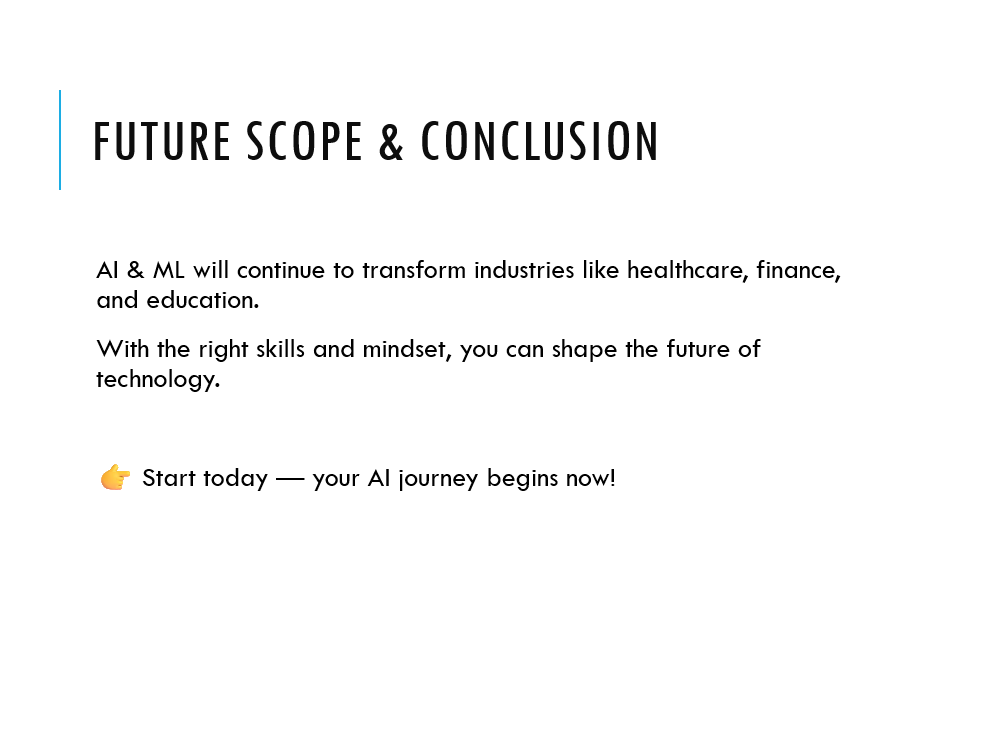 FUTURE SCOPE & CONCLUSION
AI & ML will continue to transform industries like healthcare, finance,
and education.
With the right skills and mindset, you can shape the future of
technology.
👉 Start today — your AI journey begins now!